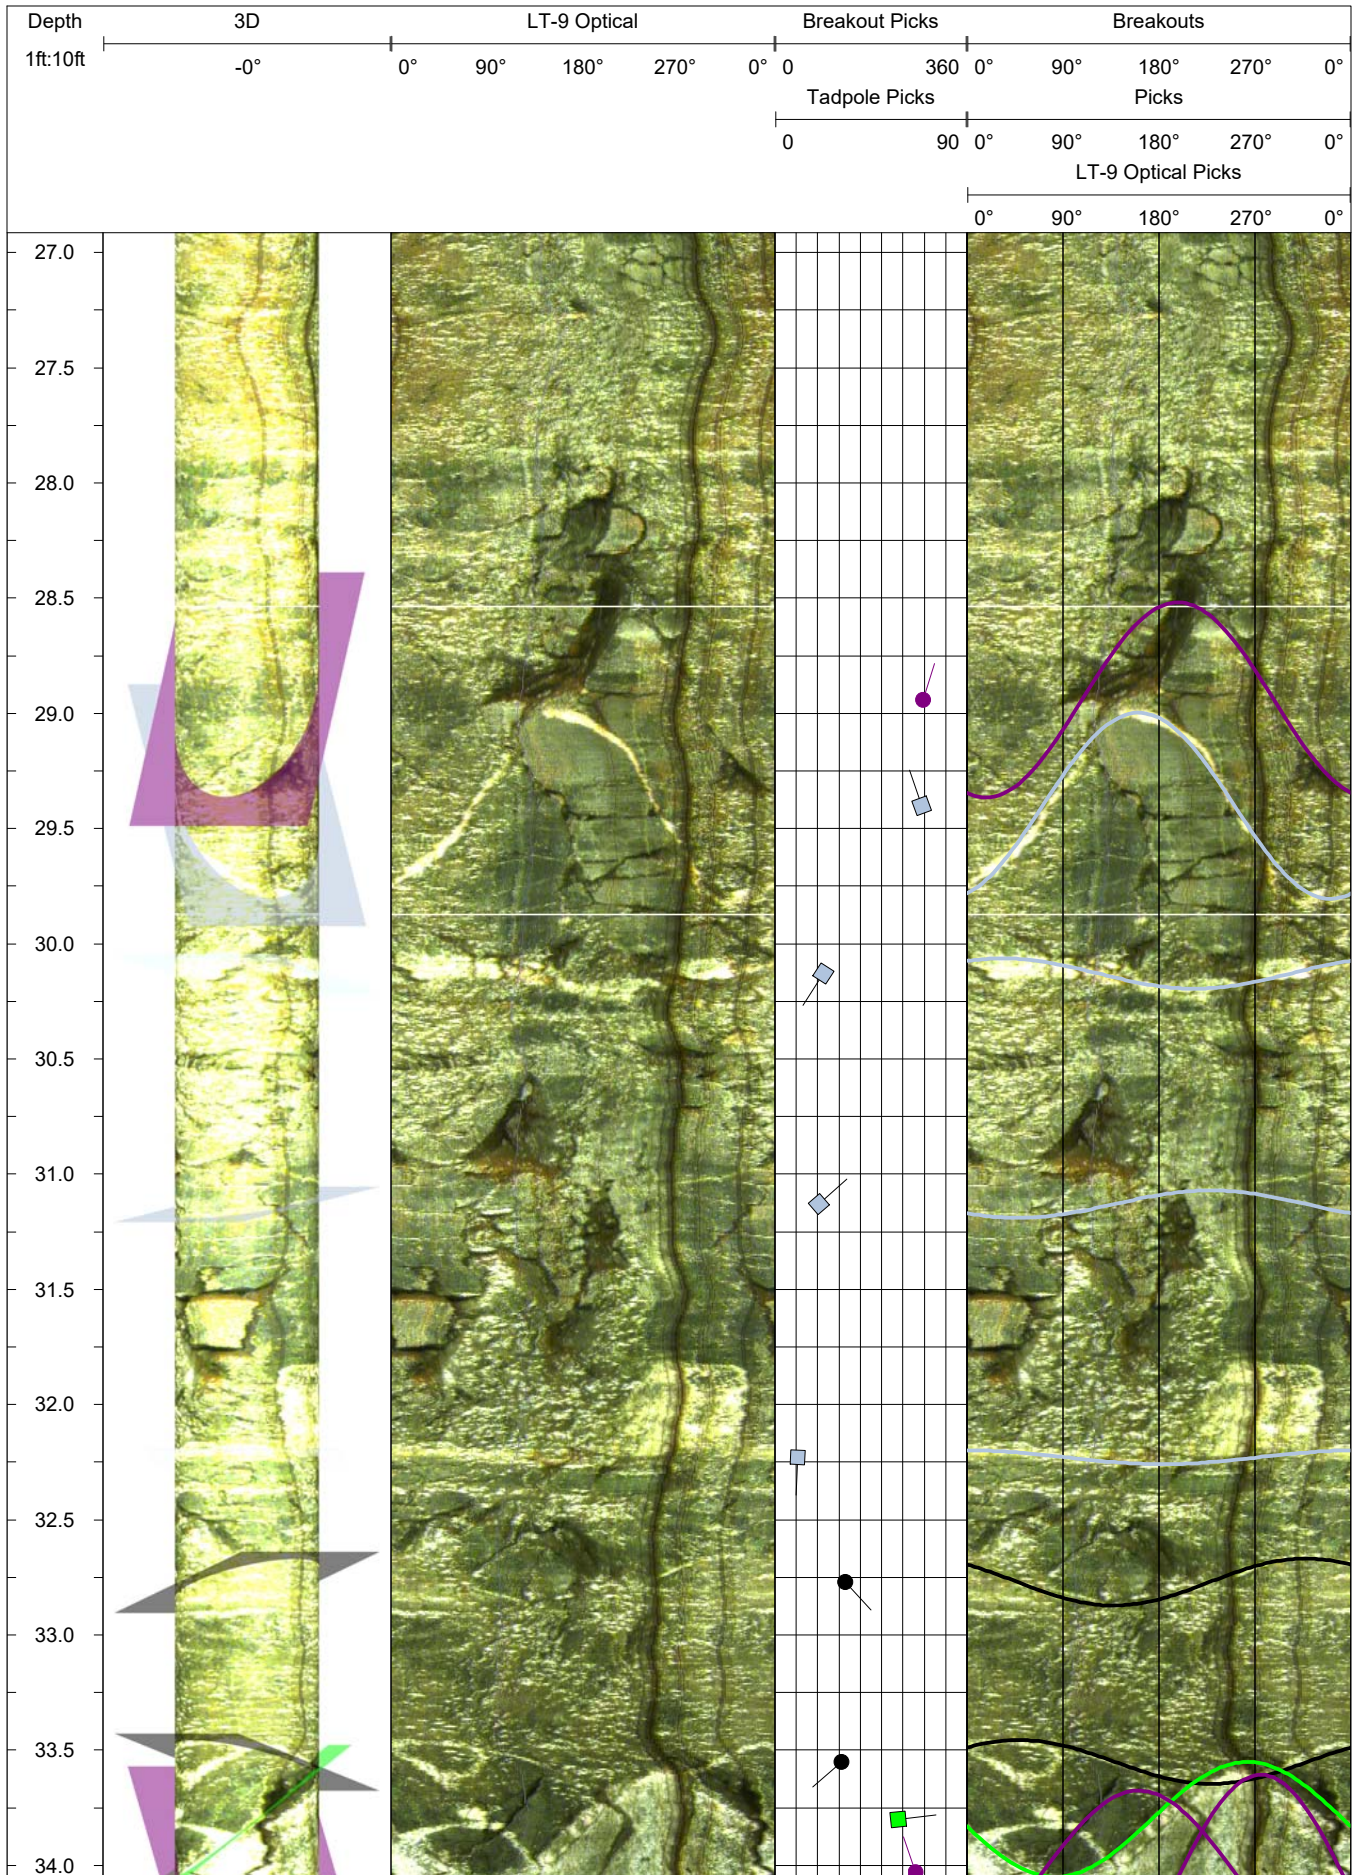 Depth 3D LT-9 Optical Breakout Picks Breakouts
1ft:10ft -0° 0° 90° 180° 270° 0° 0 360 0° 90° 180° 270° 0°
Tadpole Picks Picks
0 90 0° 90° 180° 270° 0°
LT-9 Optical Picks
0° 90° 180° 270° 0°
27.0
27.5
28.0
28.5
29.0
29.5
30.0
30.5
31.0
31.5
32.0
32.5
33.0
33.5
34.0